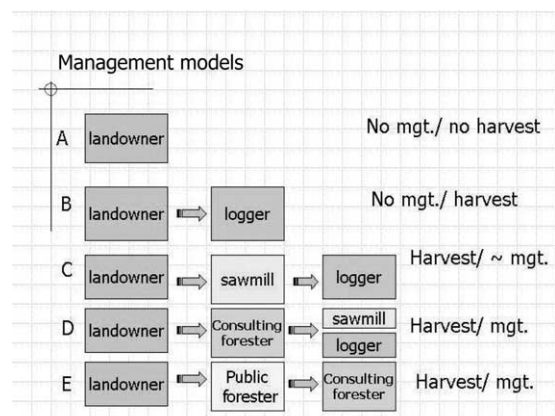 Management models
A landowner No mgt./ no harvest
B landowner logger No mgt./ harvest
C landowner sawmill logger Harvest/ ~ mgt.
D landowner Consulting forester sawmill logger Harvest/ mgt.
E landowner Public forester Consulting forester Harvest/ mgt.